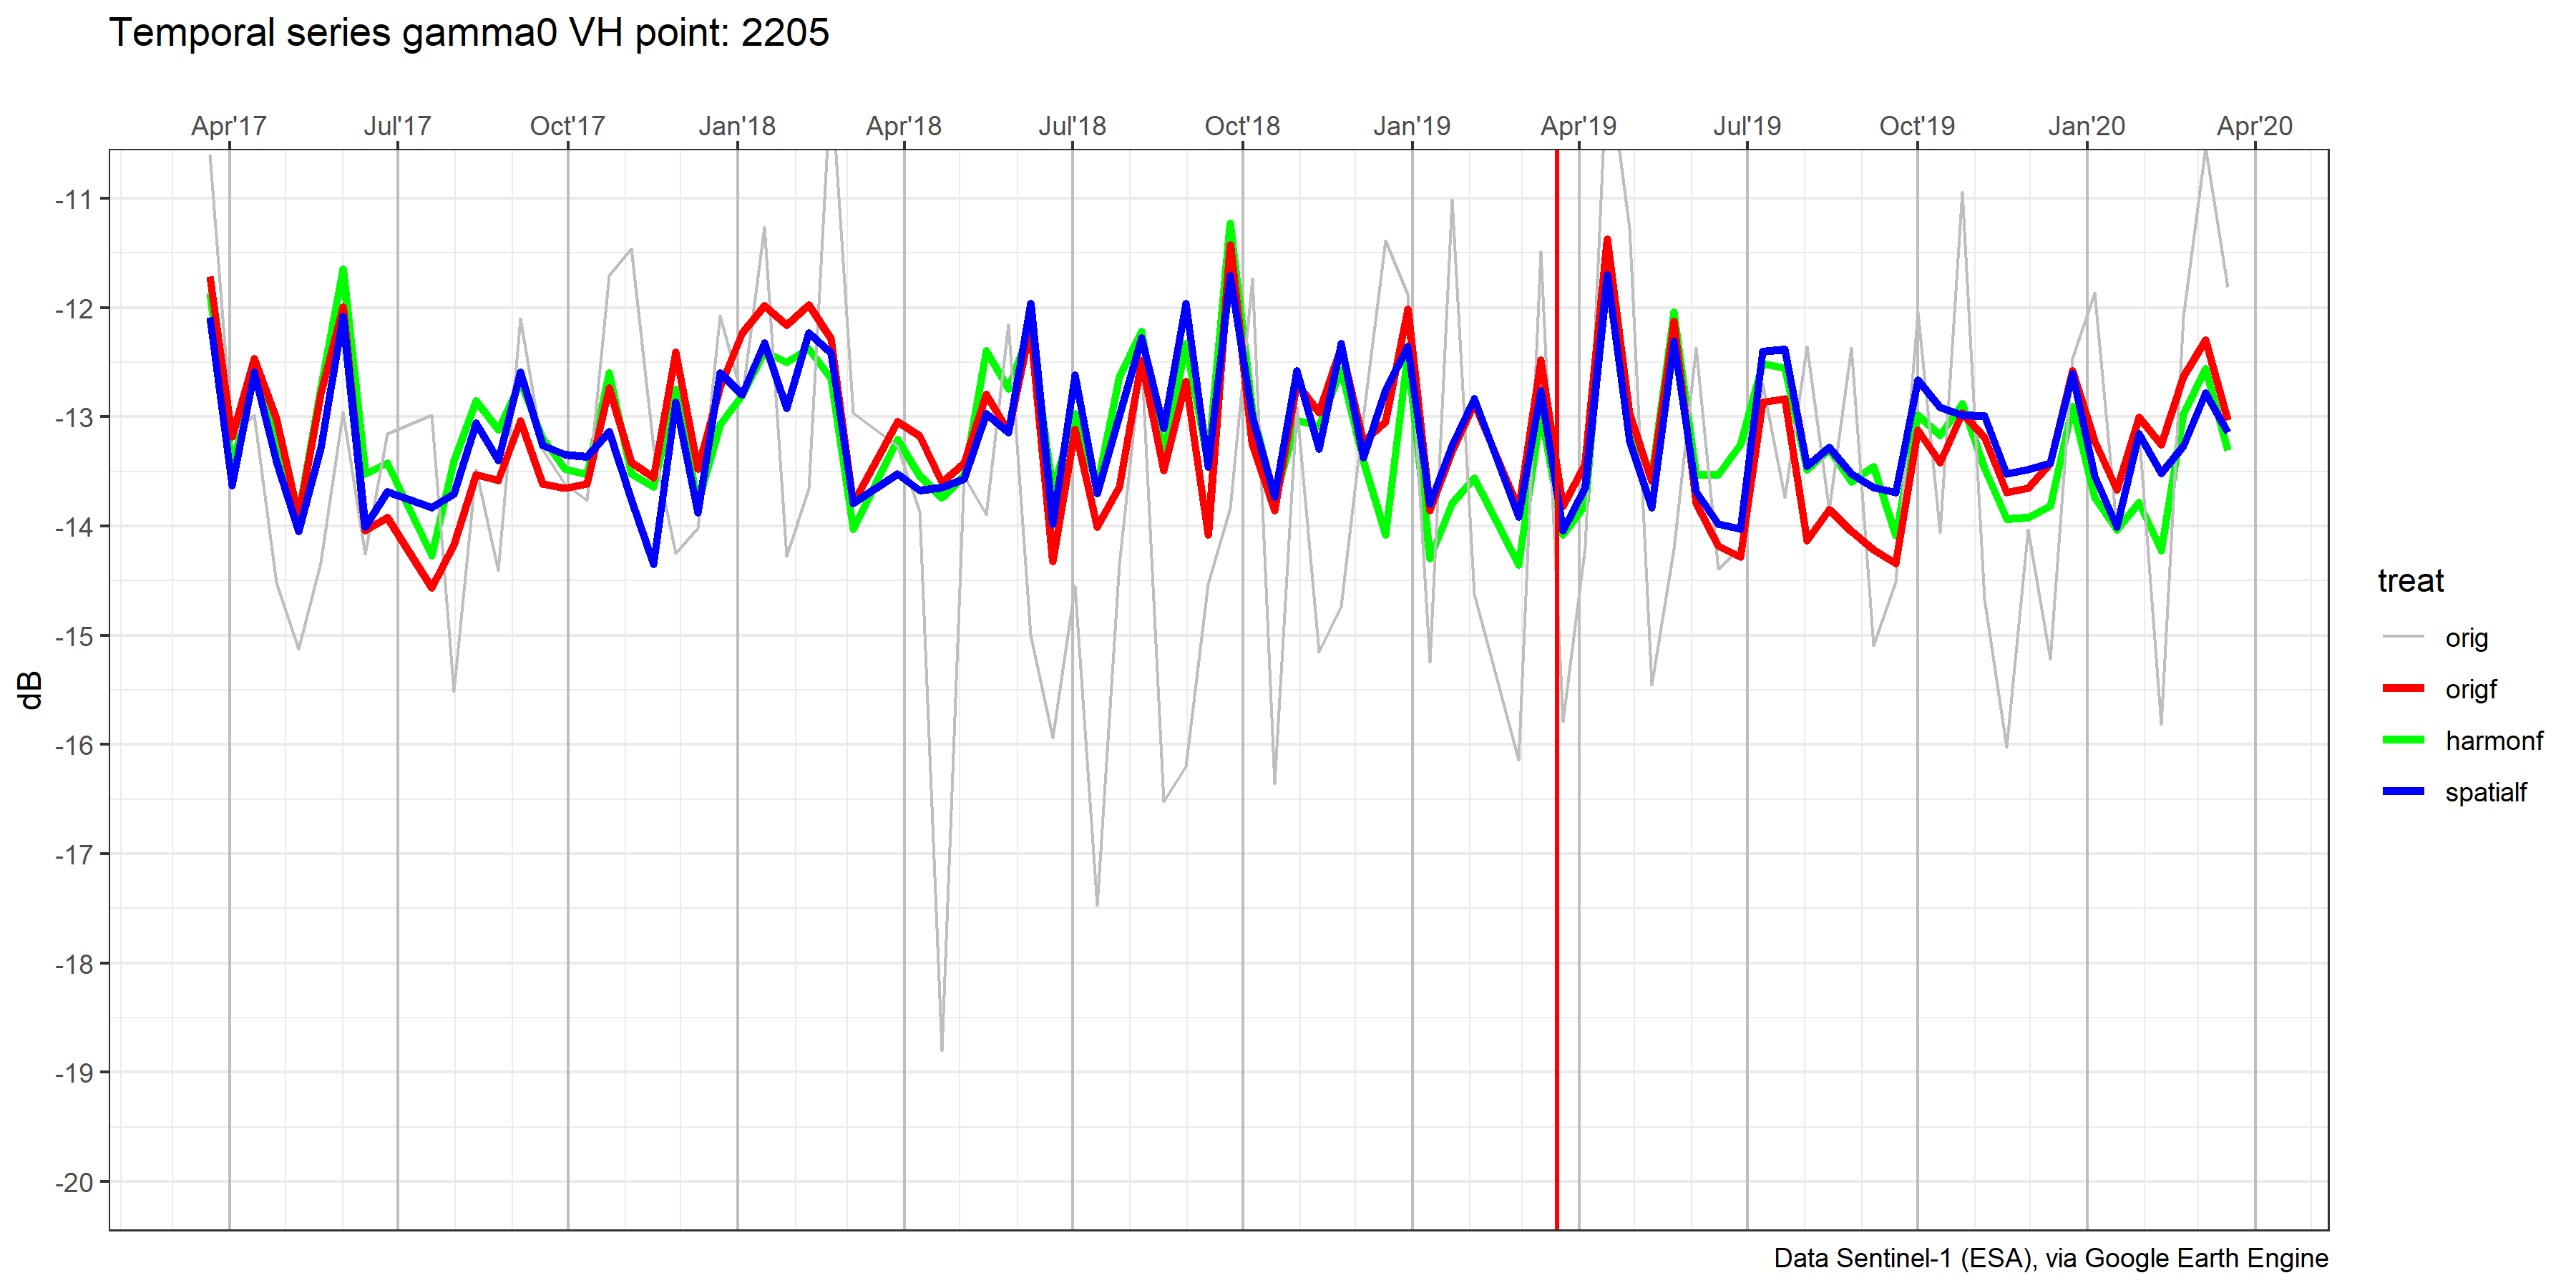 Temporal series gamma0 VH point: 2205
Apr'17 Jul'17 Oct'17 Jan'18 Apr'18 Jul'18 Oct'18 Jan'19 Apr'19 Jul'19 Oct'19 Jan'20 Apr'20
-11
-12
-13
-14
-15
-16
-17
-18
-19
-20
dB
treat
orig
origf
harmonf
spatialf
Data Sentinel-1 (ESA), via Google Earth Engine